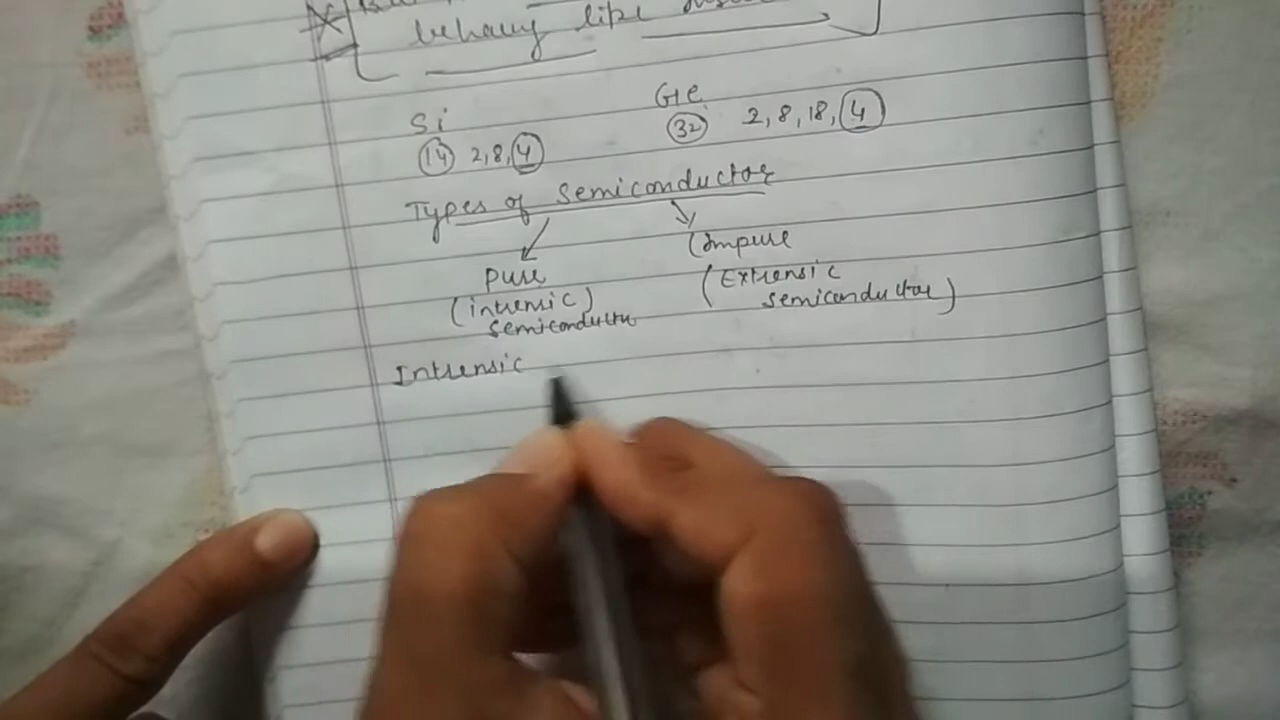 behaug like
Si Ge
14 2,8,4 32 2,8,18,4
Types of Semiconductor
Pure Impure
(intrensic) (Extrensic
semiconductor semiconductor)
Intrensic